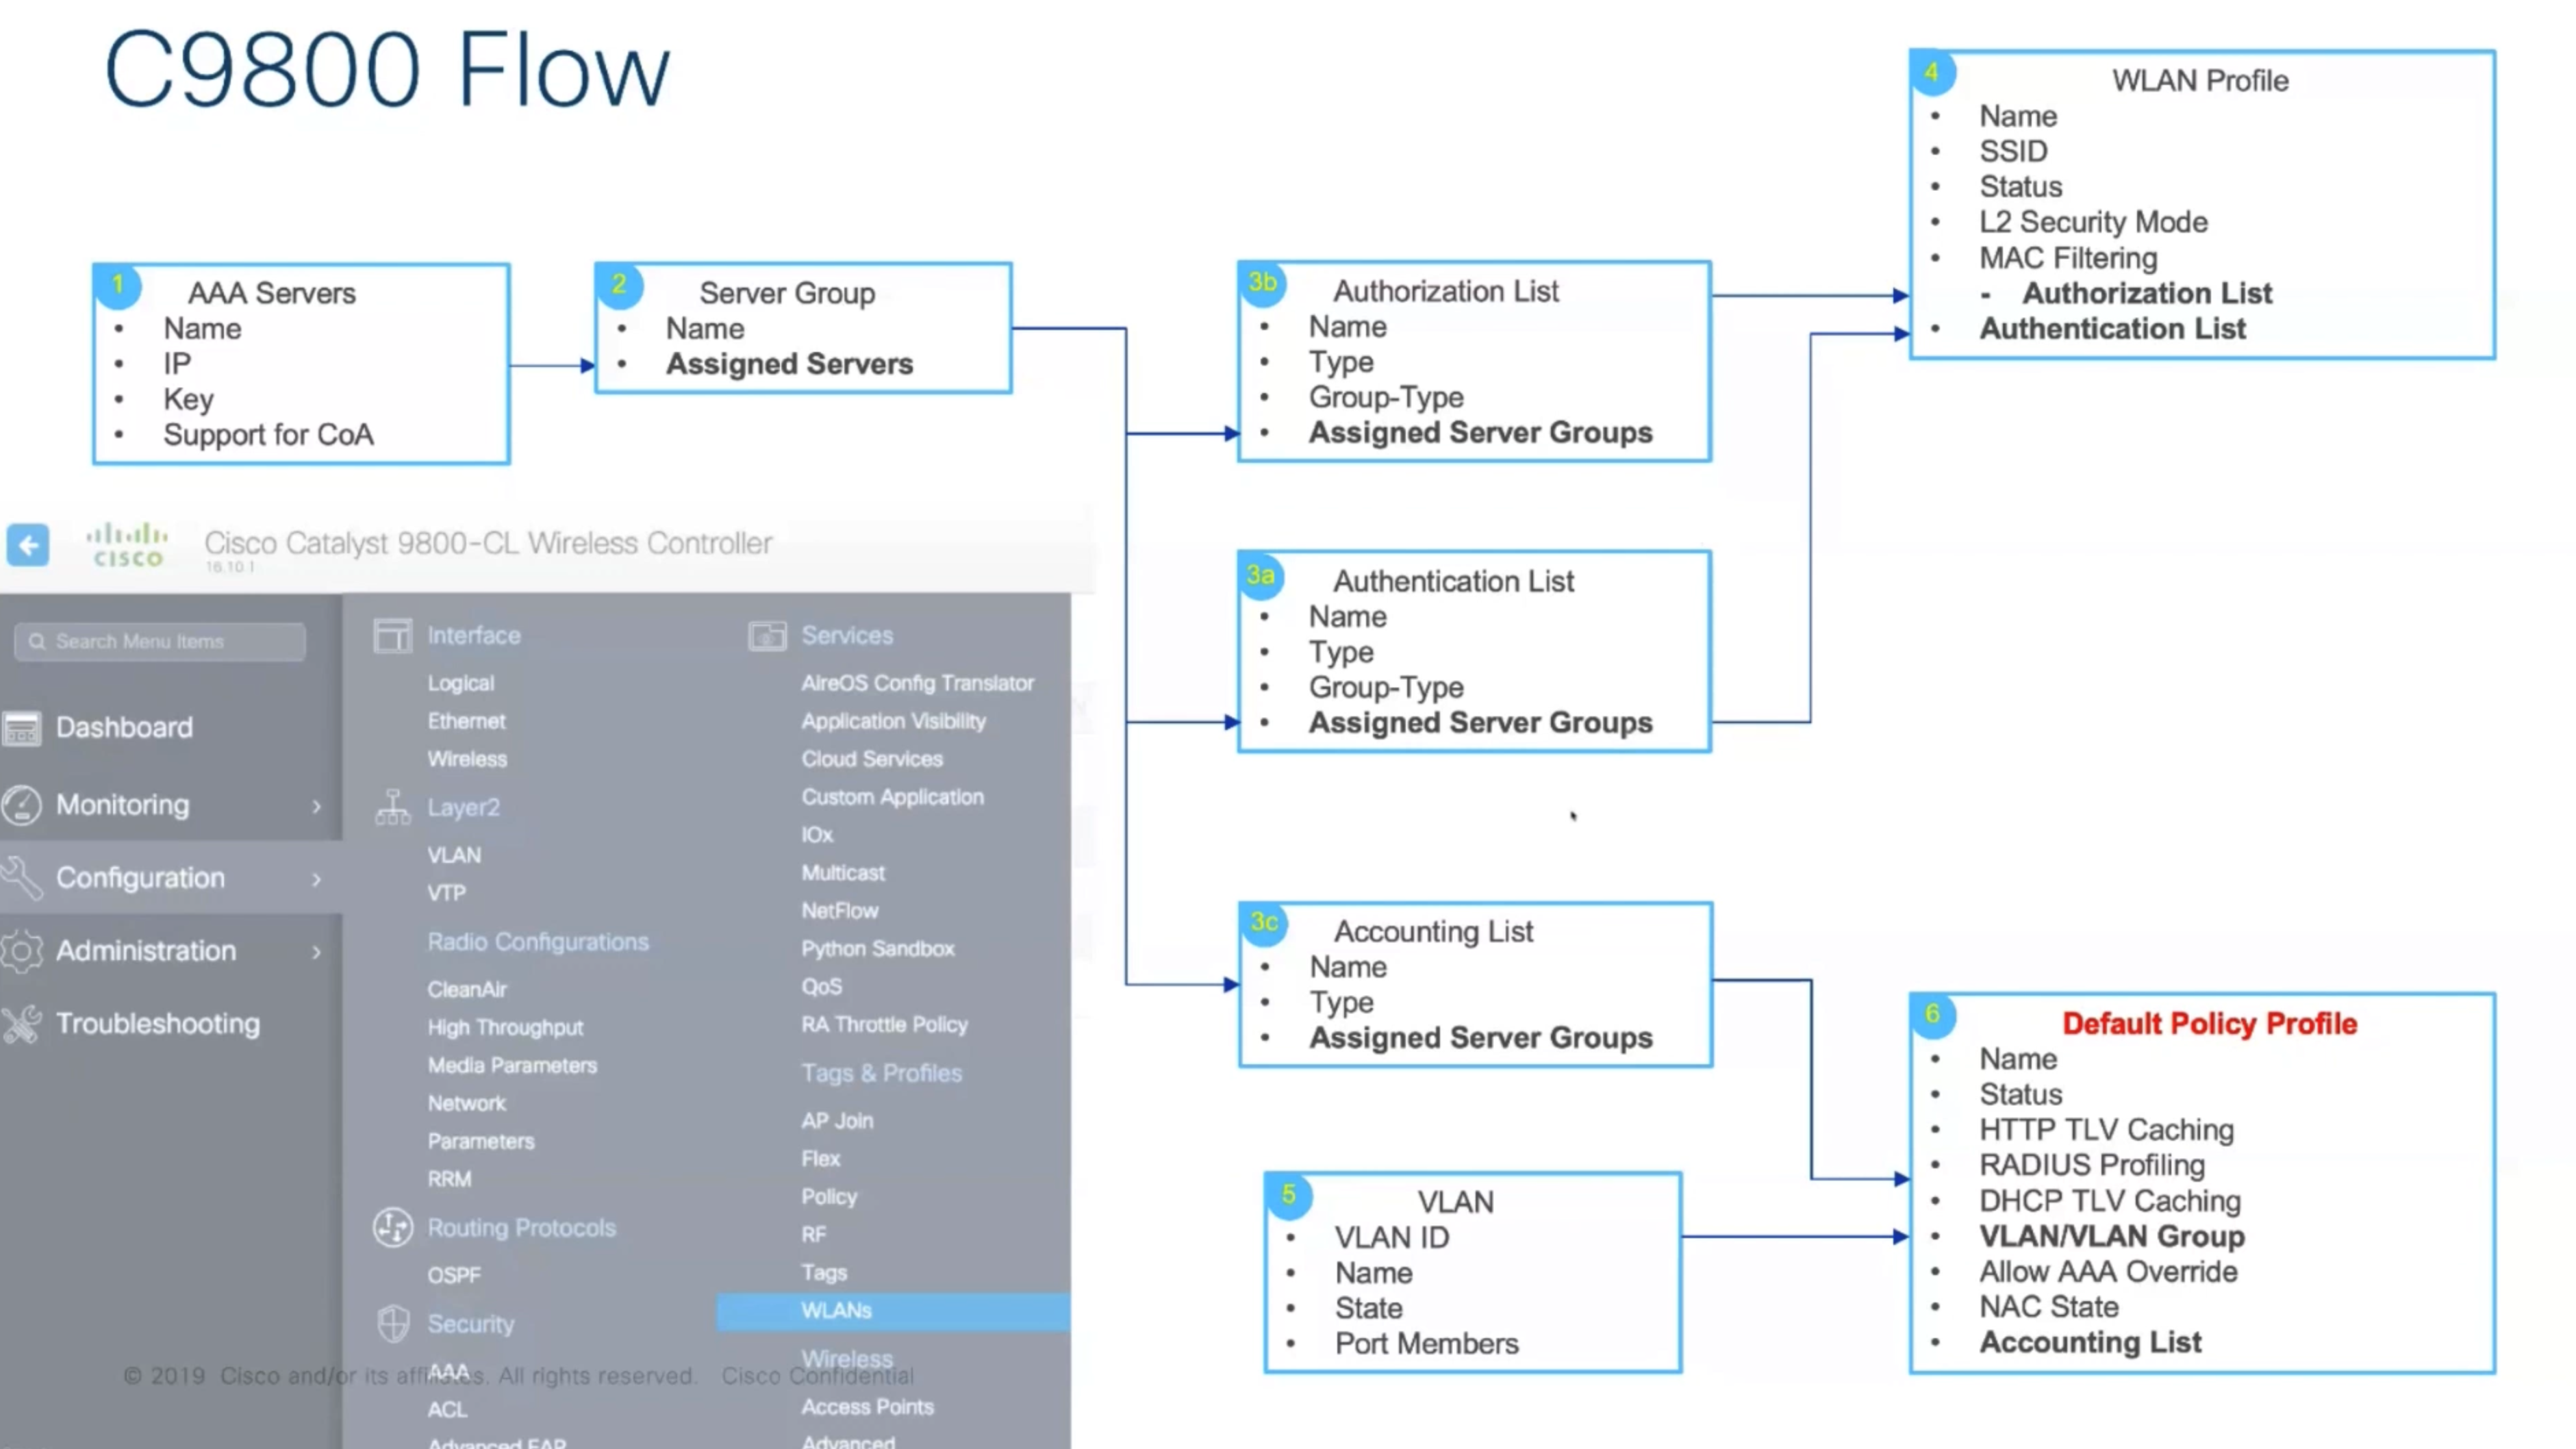 C9800 Flow
1
AAA Servers
• Name
• IP
• Key
• Support for CoA
2
Server Group
• Name
• Assigned Servers
3b
Authorization List
• Name
• Type
• Group-Type
• Assigned Server Groups
4
WLAN Profile
• Name
• SSID
• Status
• L2 Security Mode
• MAC Filtering
- Authorization List
• Authentication List
3a
Authentication List
• Name
• Type
• Group-Type
• Assigned Server Groups
3c
Accounting List
• Name
• Type
• Assigned Server Groups
5
VLAN
• VLAN ID
• Name
• State
• Port Members
6
Default Policy Profile
• Name
• Status
• HTTP TLV Caching
• RADIUS Profiling
• DHCP TLV Caching
• VLAN/VLAN Group
• Allow AAA Override
• NAC State
• Accounting List
CISCO
Cisco Catalyst 9800-CL Wireless Controller
16.10.1
Search Menu Items
Dashboard
Monitoring
Configuration
Administration
Troubleshooting
Interface
Logical
Ethernet
Wireless
Layer2
VLAN
VTP
Radio Configurations
CleanAir
High Throughput
Media Parameters
Network
Parameters
RRM
Routing Protocols
OSPF
Security
AAA
ACL
Advanced EAP
Services
AireOS Config Translator
Application Visibility
Cloud Services
Custom Application
IOx
Multicast
NetFlow
Python Sandbox
QoS
RA Throttle Policy
Tags & Profiles
AP Join
Flex
Policy
RF
Tags
WLANs
Wireless
Access Points
Advanced
© 2019 Cisco and/or its affiliates. All rights reserved. Cisco Confidential